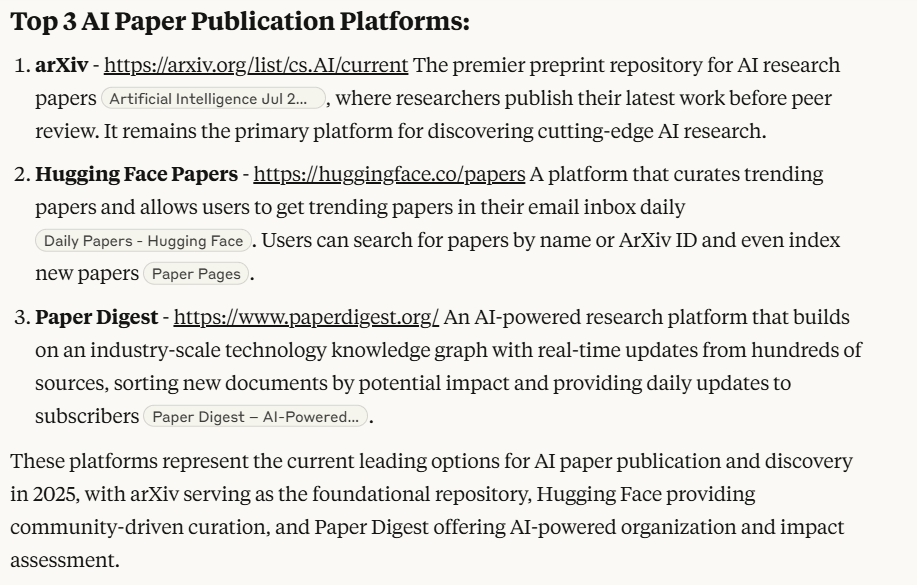 Top 3 AI Paper Publication Platforms:
1. arXiv - https://arxiv.org/list/cs.AI/current The premier preprint repository for AI research
papers Artificial Intelligence Jul 2... , where researchers publish their latest work before peer
review. It remains the primary platform for discovering cutting-edge AI research.
2. Hugging Face Papers - https://huggingface.co/papers A platform that curates trending
papers and allows users to get trending papers in their email inbox daily
Daily Papers - Hugging Face . Users can search for papers by name or ArXiv ID and even index
new papers Paper Pages .
3. Paper Digest - https://www.paperdigest.org/ An AI-powered research platform that builds
on an industry-scale technology knowledge graph with real-time updates from hundreds of
sources, sorting new documents by potential impact and providing daily updates to
subscribers Paper Digest – AI-Powered... .
These platforms represent the current leading options for AI paper publication and discovery
in 2025, with arXiv serving as the foundational repository, Hugging Face providing
community-driven curation, and Paper Digest offering AI-powered organization and impact
assessment.